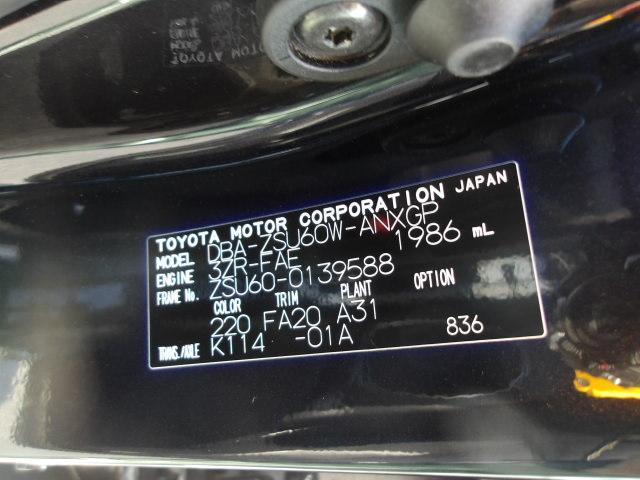 TOYOTA MOTOR CORPORATION JAPAN
MODEL DBA-ZSU60W-ANXGP
ENGINE 3ZR-FAE 1986 mL
FRAME No. ZSU60-0139588
COLOR TRIM PLANT OPTION
220 FA20 A31
TRANS./AXLE K114 -01A 836